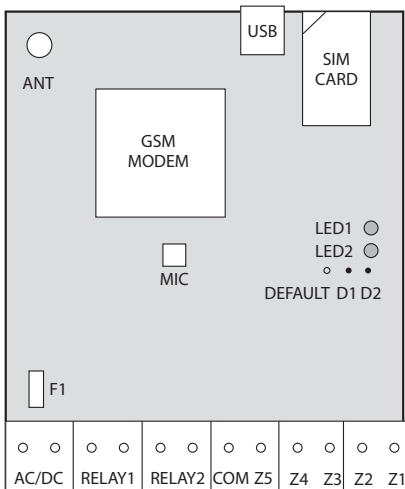 USB
SIM
CARD
ANT
GSM
MODEM
LED1
LED2
MIC
DEFAULT D1 D2
F1
AC/DC RELAY1 RELAY2 COM Z5 Z4 Z3 Z2 Z1